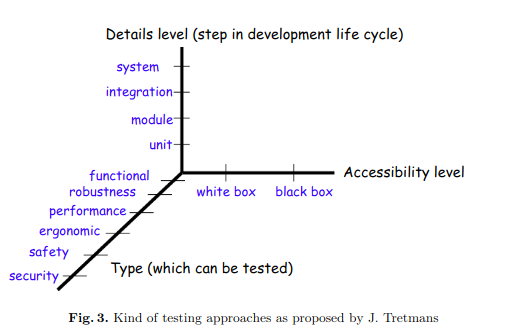 Details level (step in development life cycle)
system
integration
module
unit
functional
Accessibility level
robustness
white box
black box
performance
ergonomic
safety
Type (which can be tested)
security
Fig. 3. Kind of testing approaches as proposed by J. Tretmans